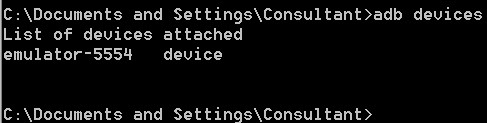 C:\Documents and Settings\Consultant>adb devices
List of devices attached
emulator-5554   device
C:\Documents and Settings\Consultant>